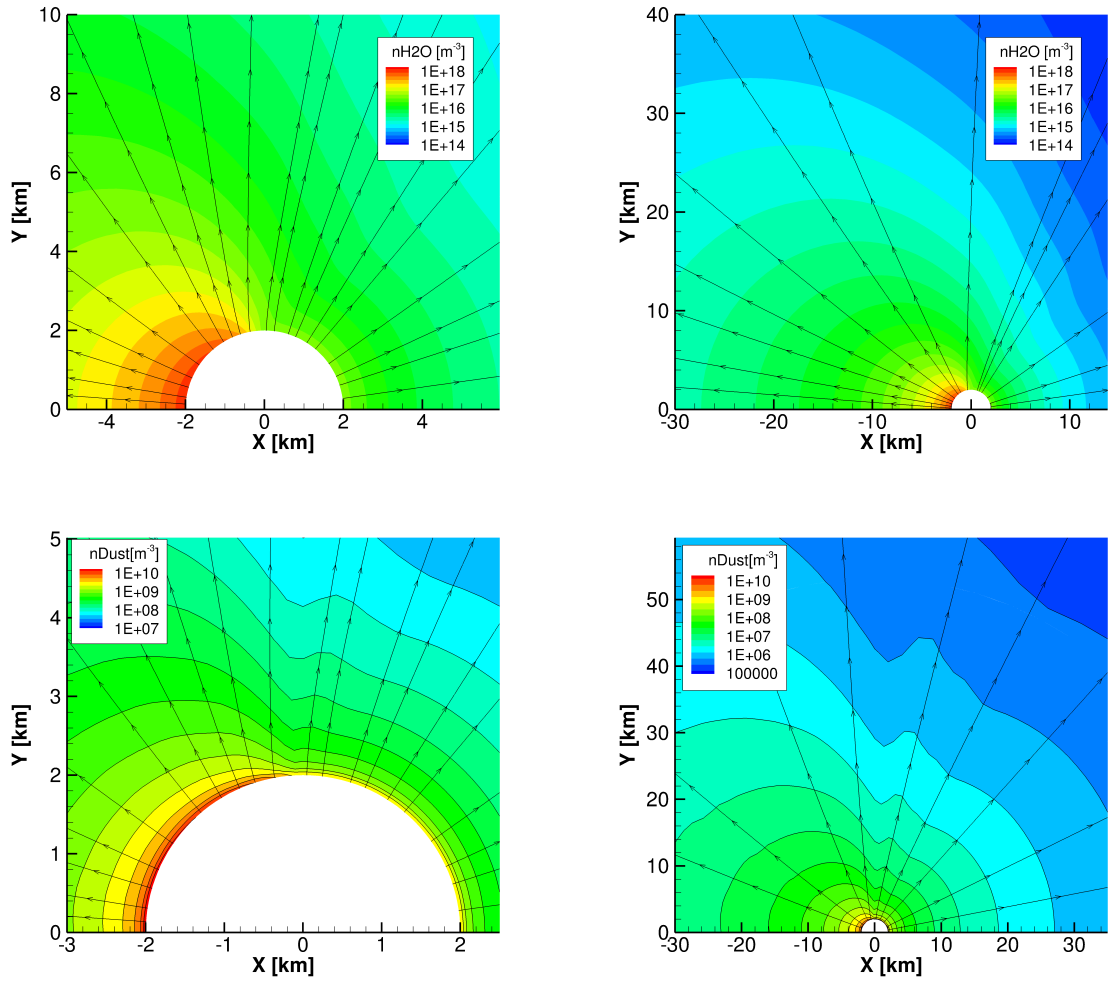 10
8
6
4
2
0
Y [km]
nH2O [m-3]
1E+18
1E+17
1E+16
1E+15
1E+14
-4 -2 0 2 4
X [km]
40
30
20
10
0
Y [km]
nH2O [m-3]
1E+18
1E+17
1E+16
1E+15
1E+14
-30 -20 -10 0 10
X [km]
5
4
3
2
1
0
Y [km]
nDust[m-3]
1E+10
1E+09
1E+08
1E+07
-3 -2 -1 0 1 2
X [km]
50
40
30
20
10
0
Y [km]
nDust[m-3]
1E+10
1E+09
1E+08
1E+07
1E+06
100000
-30 -20 -10 0 10 20 30
X [km]